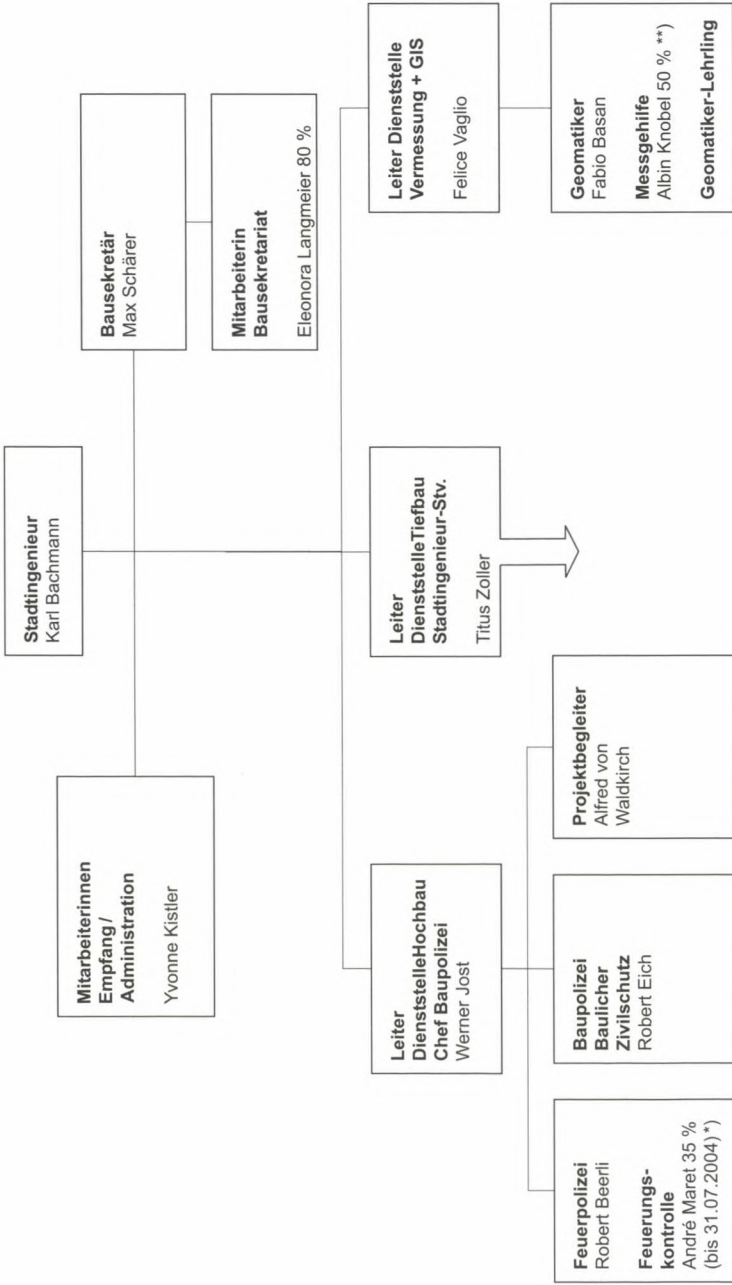 Stadtingenieur
Karl Bachmann
Mitarbeiterinnen
Empfang/
Administration
Yvonne Kistler
Bausekretär
Max Schärer
Mitarbeiterin
Bausekretariat
Eleonora Langmeier 80 %
Leiter
DienststelleHochbau
Chef Baupolizei
Werner Jost
Leiter
DienststelleTiefbau
Stadtingenieur-Stv.
Titus Zoller
Leiter Dienststelle
Vermessung + GIS
Felice Vaglio
Feuerpolizei
Robert Beerli
Feuerungs-
kontrolle
André Maret 35 %
(bis 31.07.2004)*)
Baupolizei
Baulicher
Zivilschutz
Robert Eich
Projektbegleiter
Alfred von
Waldkirch
Geomatiker
Fabio Basan
Messgehilfe
Albin Knobel 50 % **)
Geomatiker-Lehrling